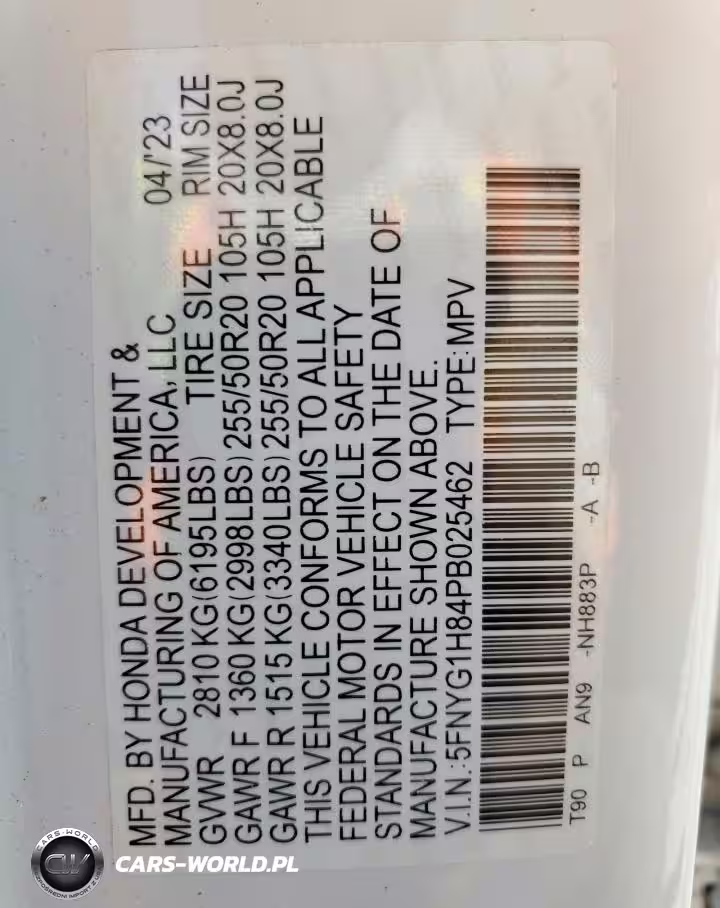 MFD. BY HONDA DEVELOPMENT &
MANUFACTURING OF AMERICA, LLC 04/'23
GVWR 2810 KG(6195LBS) TIRE SIZE RIM SIZE
GAWR F 1360 KG(2998LBS) 255/50R20 105H 20X8.0J
GAWR R 1515 KG(3340LBS) 255/50R20 105H 20X8.0J
THIS VEHICLE CONFORMS TO ALL APPLICABLE
FEDERAL MOTOR VEHICLE SAFETY
STANDARDS IN EFFECT ON THE DATE OF
MANUFACTURE SHOWN ABOVE.
V.I.N.:5FNYG1H84PB025462 TYPE:MPV
T90 P AN9 -NH883P -A -B
CARS-WORLD
CW
CARS-WORLD.PL